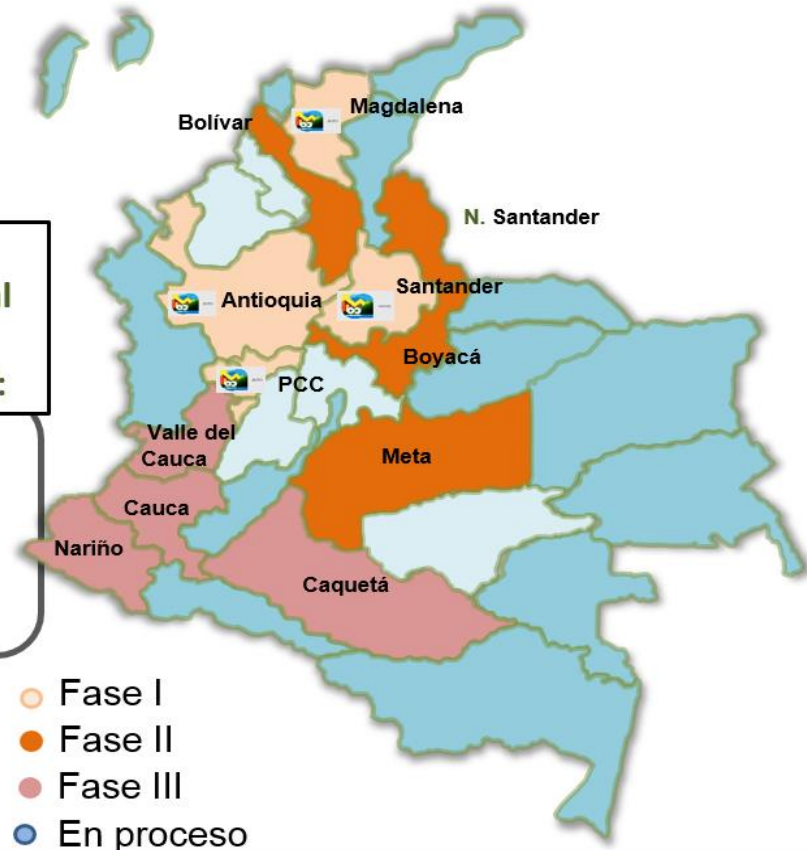 Magdalena
Bolívar
N. Santander
Santander
Antioquia
Boyacá
PCC
Valle del
Cauca
Meta
Cauca
Nariño
Caquetá
Fase I
Fase II
Fase III
En proceso